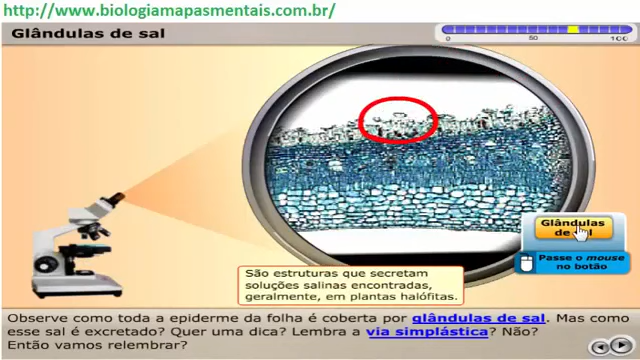 http://www.biologiamapasmentais.com.br/
Glândulas de sal
0 50 100
Glândulas
de sal
Passe o mouse
no botão
São estruturas que secretam
soluções salinas encontradas,
geralmente, em plantas halófitas.
Observe como toda a epiderme da folha é coberta por glândulas de sal. Mas como
esse sal é excretado? Quer uma dica? Lembra a via simplástica? Não?
Então vamos relembrar?